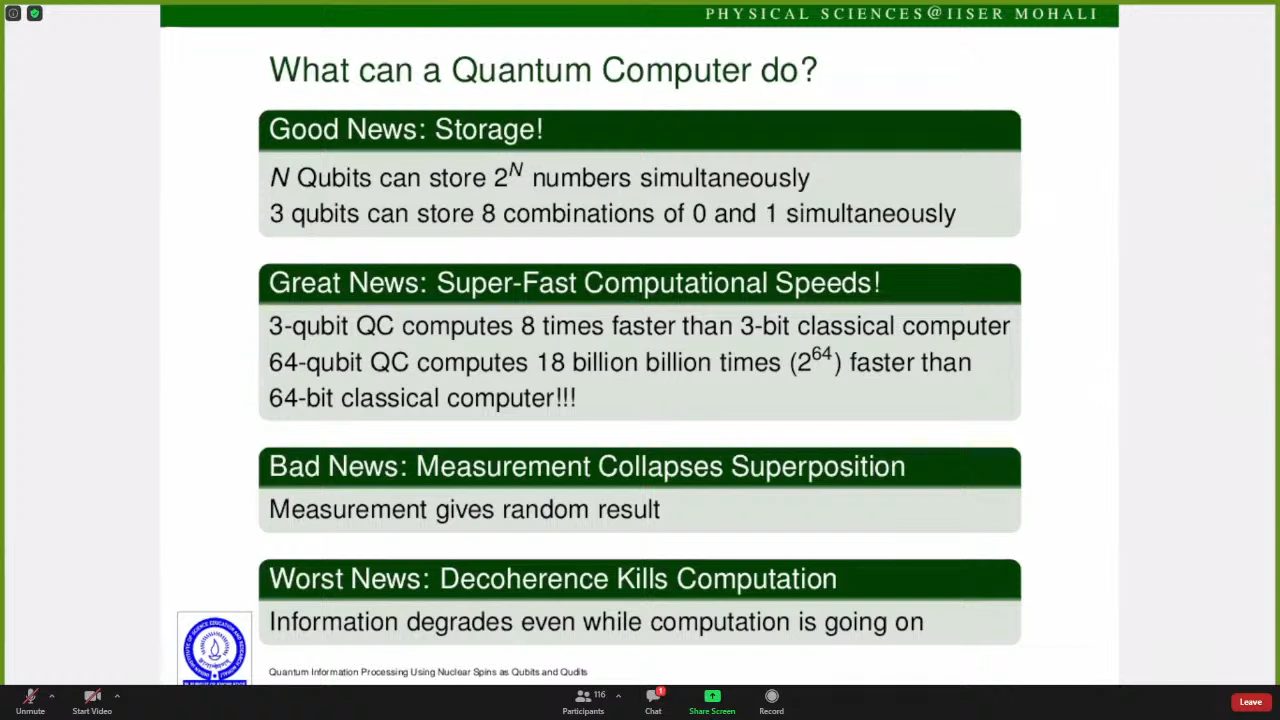 PHYSICAL SCIENCES@IISER MOHALI
What can a Quantum Computer do?
Good News: Storage!
N Qubits can store 2^N numbers simultaneously
3 qubits can store 8 combinations of 0 and 1 simultaneously
Great News: Super-Fast Computational Speeds!
3-qubit QC computes 8 times faster than 3-bit classical computer
64-qubit QC computes 18 billion billion times (2^64) faster than
64-bit classical computer!!!
Bad News: Measurement Collapses Superposition
Measurement gives random result
Worst News: Decoherence Kills Computation
Information degrades even while computation is going on
Quantum Information Processing Using Nuclear Spins as Qubits and Qudits
Unmute
Start Video
116
Participants
1
Chat
Share Screen
Record
Leave